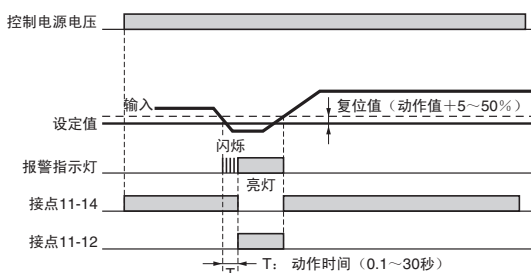 控制电源电压
输入
复位值（动作值＋5～50％）
设定值
闪烁
报警指示灯
亮灯
接点11-14
接点11-12
T
T： 动作时间（0.1～30秒）